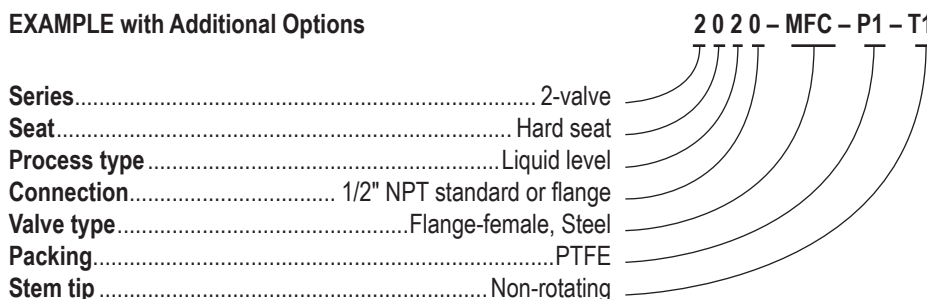 EXAMPLE with Additional Options 2 0 2 0 – MFC – P1 – T1
Series........................................................................ 2-valve
Seat........................................................................ Hard seat
Process type.......................................................Liquid level
Connection................................ 1/2" NPT standard or flange
Valve type..............................................Flange-female, Steel
Packing...........................................................................PTFE
Stem tip............................................................. Non-rotating